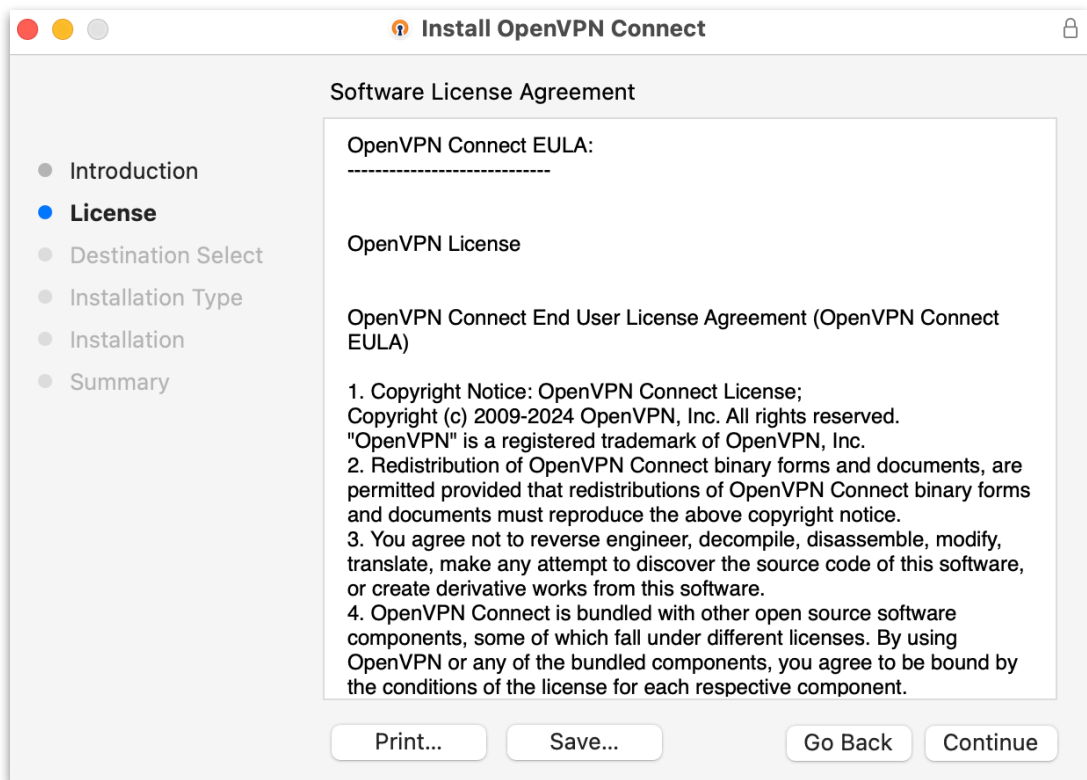 Install OpenVPN Connect
Software License Agreement
Introduction
License
Destination Select
Installation Type
Installation
Summary
OpenVPN Connect EULA:
-----------------------------
OpenVPN License
OpenVPN Connect End User License Agreement (OpenVPN Connect
EULA)
1. Copyright Notice: OpenVPN Connect License;
Copyright (c) 2009-2024 OpenVPN, Inc. All rights reserved.
"OpenVPN" is a registered trademark of OpenVPN, Inc.
2. Redistribution of OpenVPN Connect binary forms and documents, are
permitted provided that redistributions of OpenVPN Connect binary forms
and documents must reproduce the above copyright notice.
3. You agree not to reverse engineer, decompile, disassemble, modify,
translate, make any attempt to discover the source code of this software,
or create derivative works from this software.
4. OpenVPN Connect is bundled with other open source software
components, some of which fall under different licenses. By using
OpenVPN or any of the bundled components, you agree to be bound by
the conditions of the license for each respective component.
Print...
Save...
Go Back
Continue